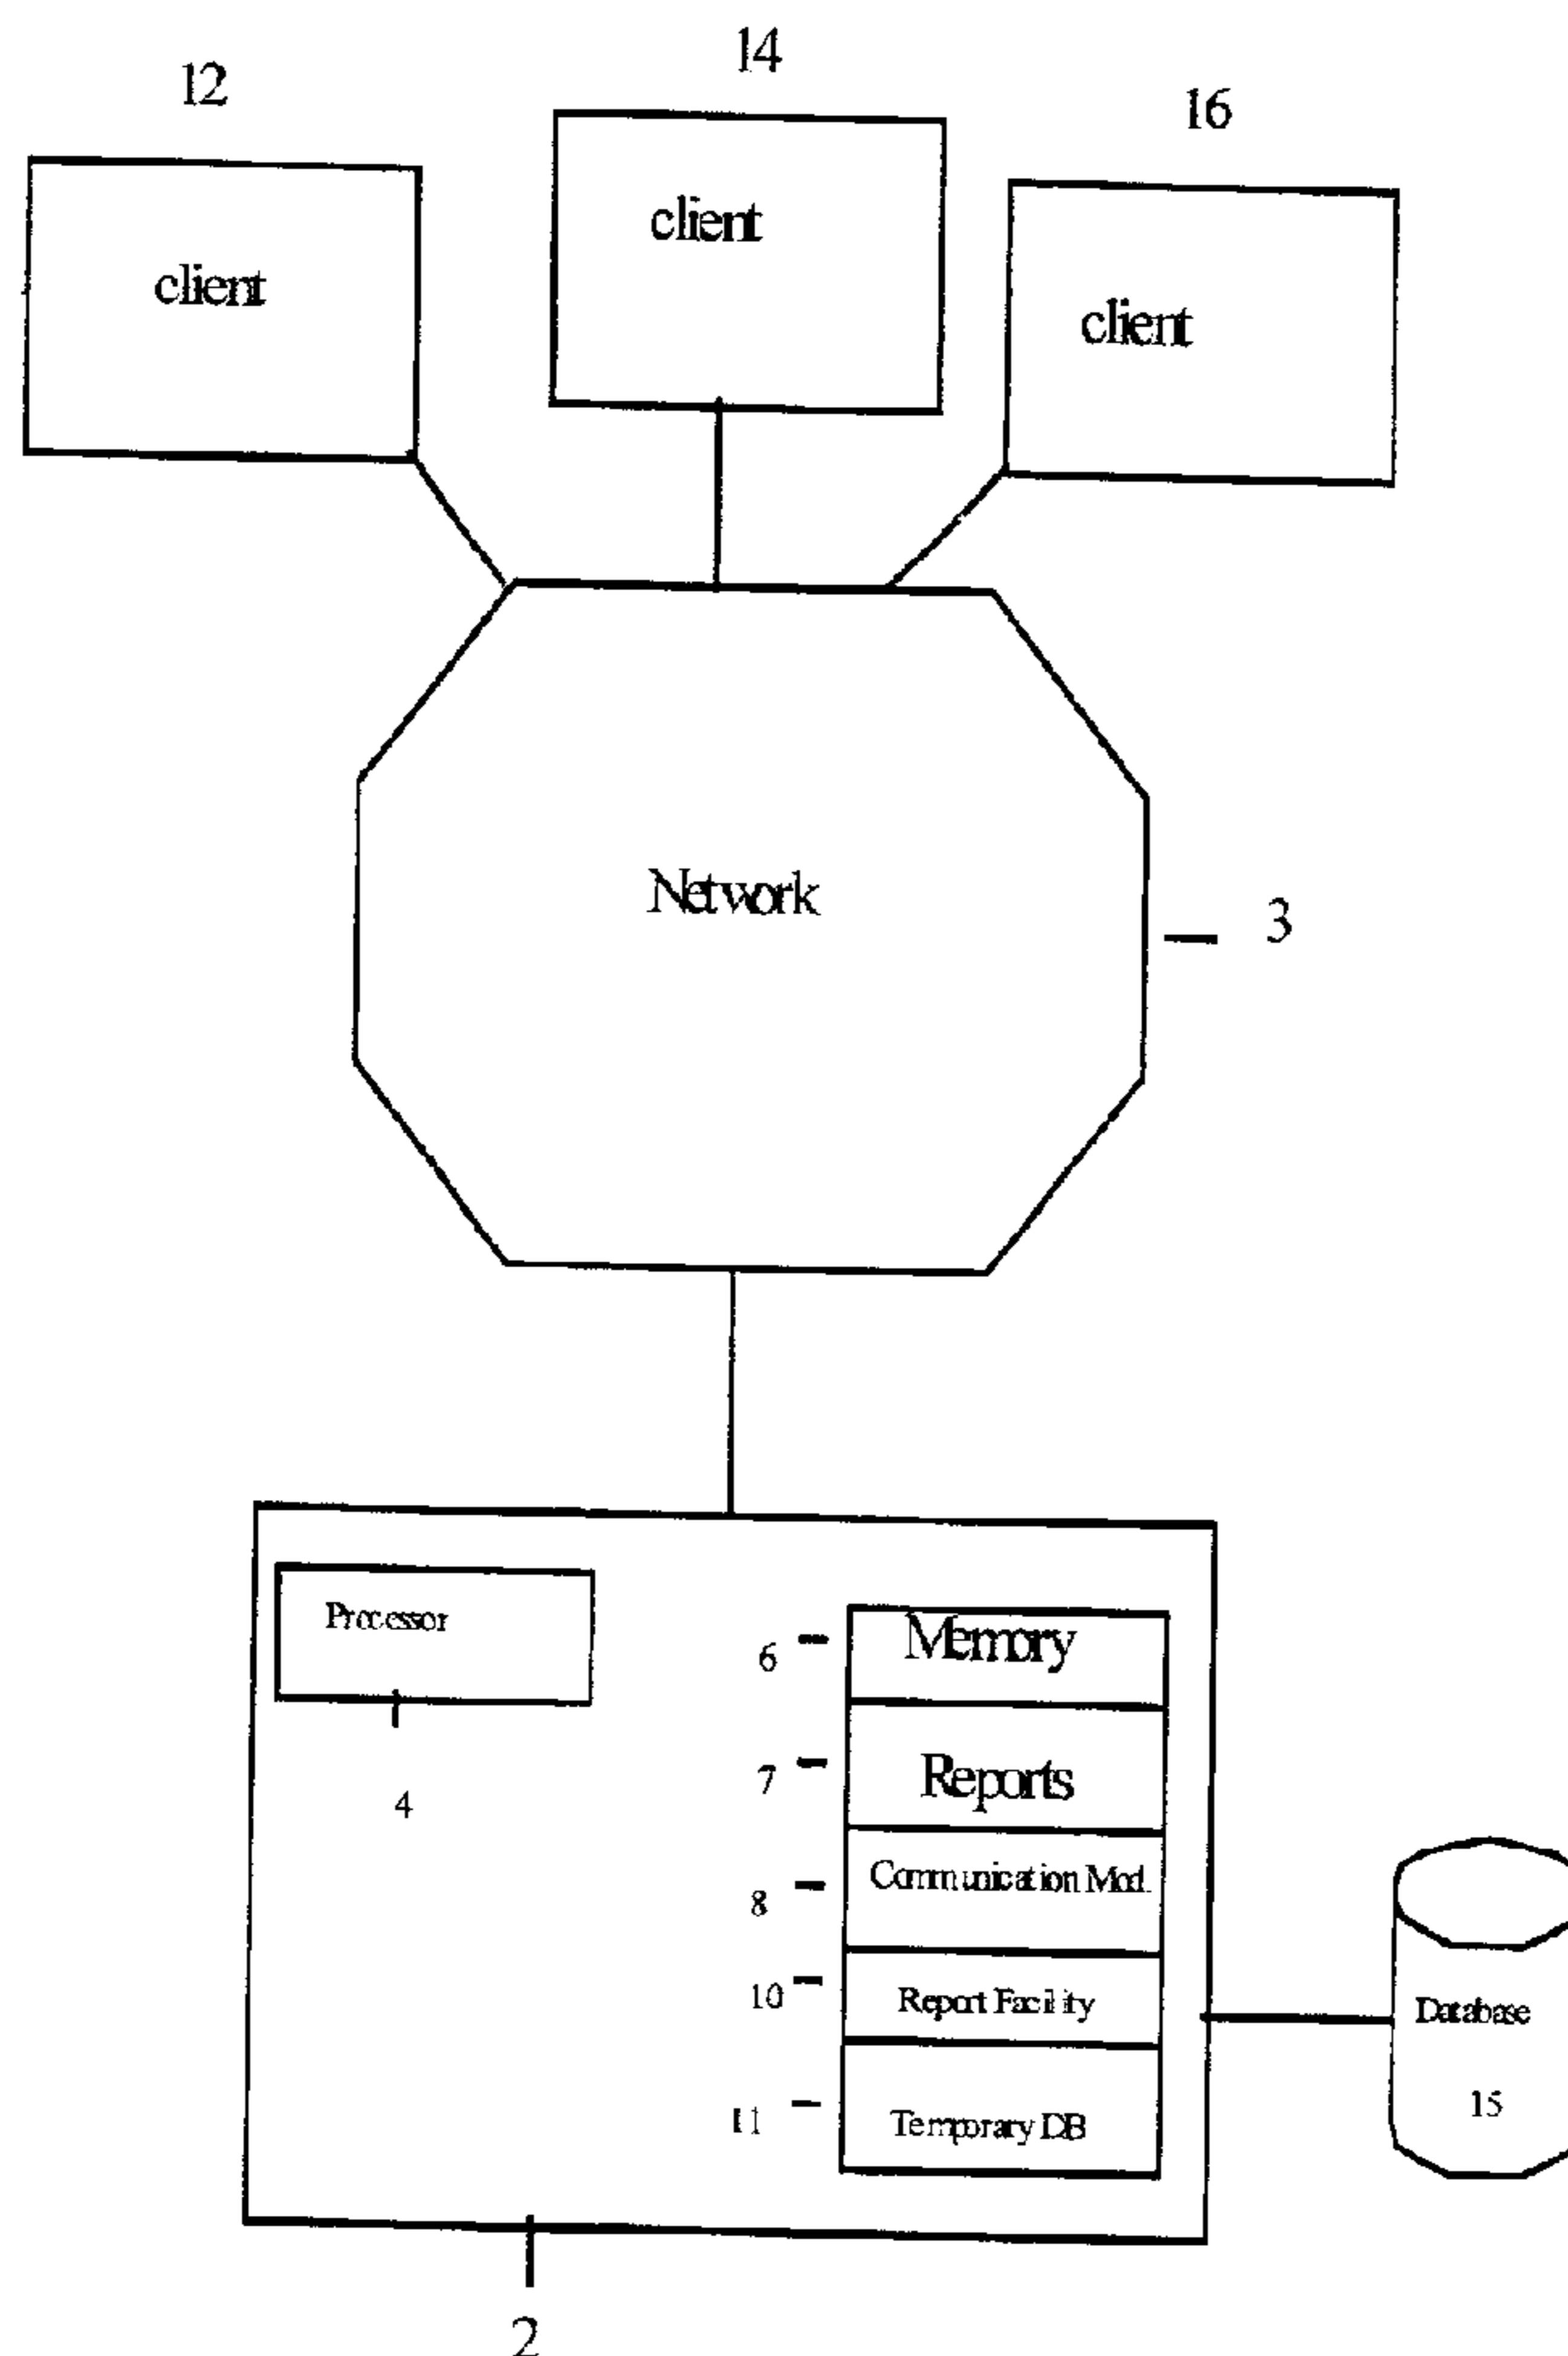 14
12
16
client
client
client
Network
3
Processor
6
Memory
4
7
Reports
8
Communication Mod.
10
Report Facility
11
Temporary DB
Database
15
2